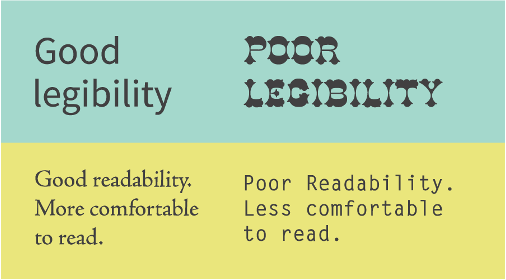 Good
legibility
POOR
LEGIBILITY
Good readability.
More comfortable
to read.
Poor Readability.
Less comfortable
to read.